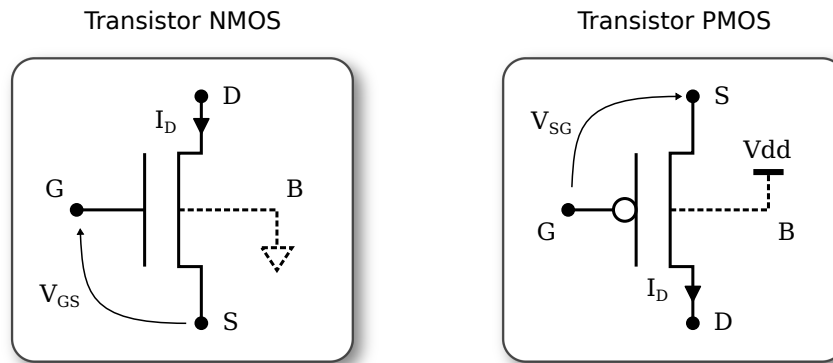 Transistor NMOS
D
I_D
G
B
V_GS
S
Transistor PMOS
S
V_SG
Vdd
G
B
I_D
D